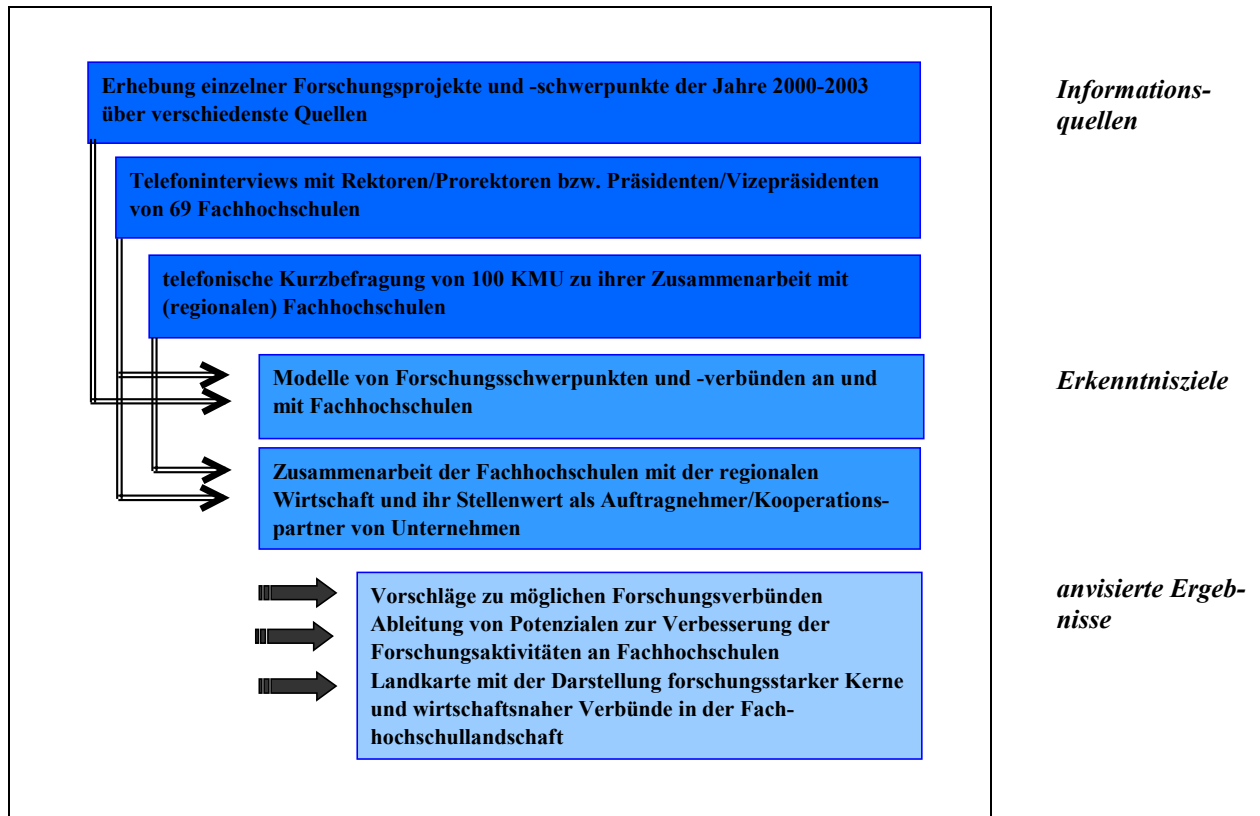 Erhebung einzelner Forschungsprojekte und -schwerpunkte der Jahre 2000-2003
über verschiedenste Quellen
Informations-
quellen
Telefoninterviews mit Rektoren/Prorektoren bzw. Präsidenten/Vizepräsidenten
von 69 Fachhochschulen
telefonische Kurzbefragung von 100 KMU zu ihrer Zusammenarbeit mit
(regionalen) Fachhochschulen
Modelle von Forschungsschwerpunkten und -verbünden an und
mit Fachhochschulen
Erkenntnisziele
Zusammenarbeit der Fachhochschulen mit der regionalen
Wirtschaft und ihr Stellenwert als Auftragnehmer/Kooperations-
partner von Unternehmen
Vorschläge zu möglichen Forschungsverbünden
Ableitung von Potenzialen zur Verbesserung der
Forschungsaktivitäten an Fachhochschulen
Landkarte mit der Darstellung forschungsstarker Kerne
und wirtschaftsnaher Verbünde in der Fach-
hochschullandschaft
anvisierte Ergeb-
nisse